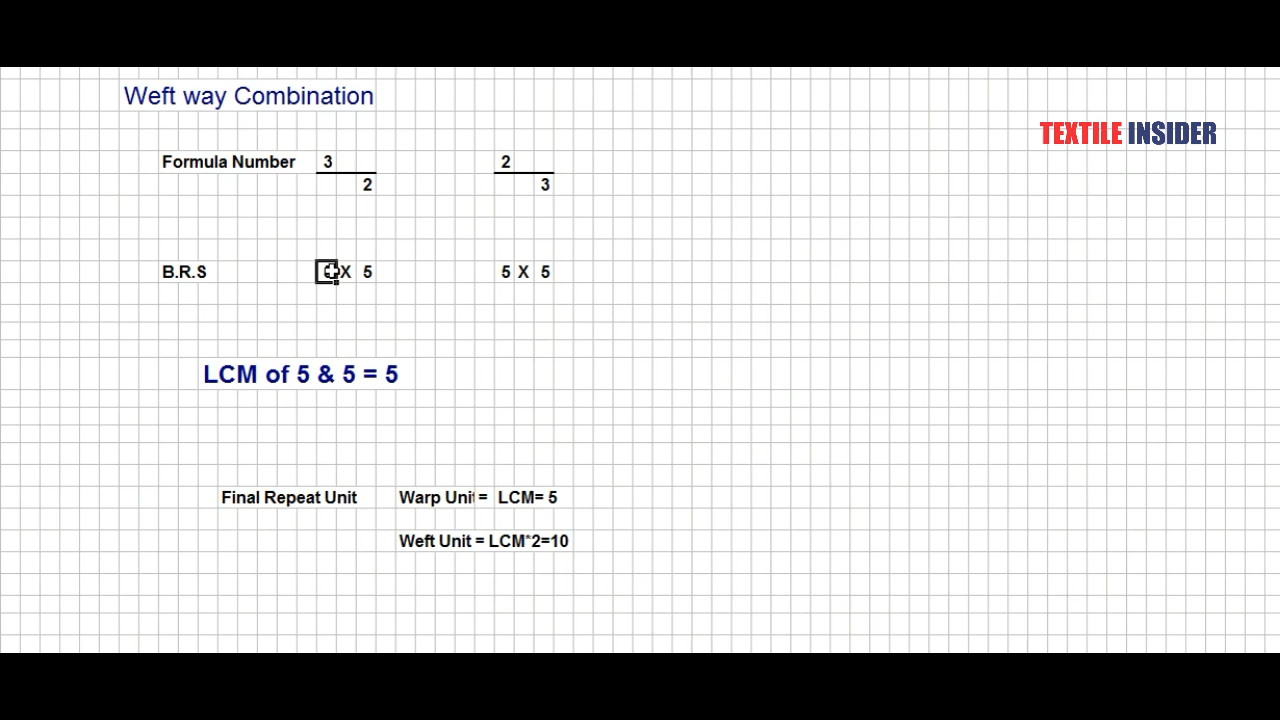 Weft way Combination
TEXTILE INSIDER
Formula Number 3 2
2 3
B.R.S X 5 5 X 5
LCM of 5 & 5 = 5
Final Repeat Unit Warp Unit = LCM= 5
Weft Unit = LCM*2=10